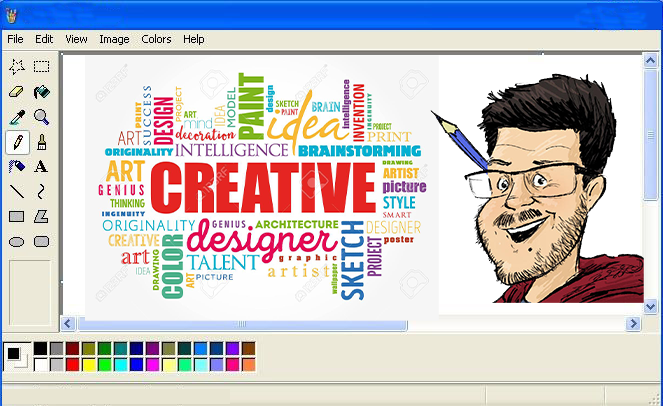 File Edit View Image Colors Help
PRINT
SUCCESS
DESIGN
PROJECT
ART
mind
IDEA
MODEL
PAINT
design
SKETCH
PAINT
idea
BRAIN
intelligence
INVENTION
INGENUITY
PROJECT
PRINT
ART
decoration
ORIGINALITY
INTELLIGENCE
BRAINSTORMING
ART
GENIUS
THINKING
INGENUITY
CREATIVE
DRAWING
ARTIST
picture
STYLE
SMART
ORIGINALITY
GENIUS
ARCHITECTURE
DESIGNER
CREATIVE
designer
poster
art
IDEA
DRAWING
COLOR
TALENT
ART
PICTURE
graphic
artist
wallpaper
SKETCH
PROJECT